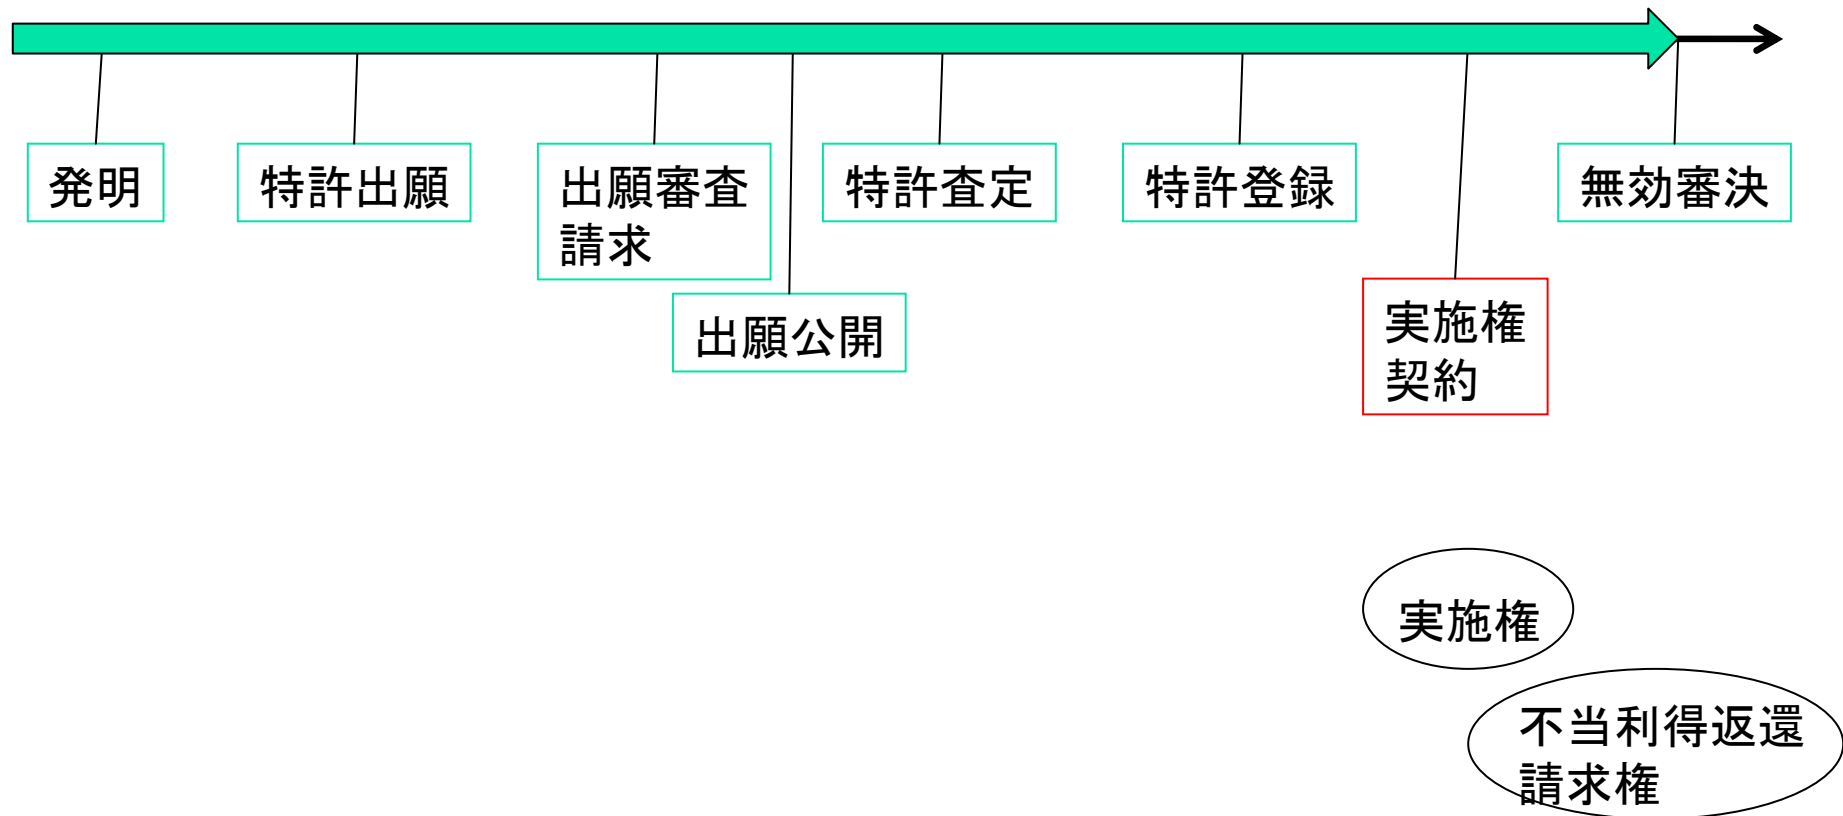 発明
特許出願
出願審査
請求
出願公開
特許査定
特許登録
実施権
契約
無効審決
実施権
不当利得返還
請求権